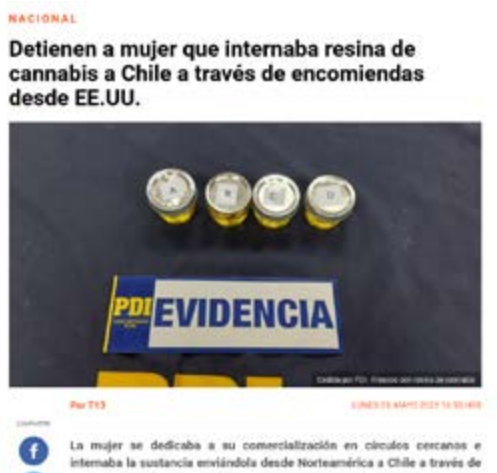 NACIONAL
Detienen a mujer que internaba resina de
cannabis a Chile a través de encomiendas
desde EE.UU.
A
B
C
D
PDI EVIDENCIA
PDI
Por T13
La mujer se dedicaba a su comercialización en círculos cercanos e
internaba la sustancia enviándola desde Norteamérica a Chile a través de